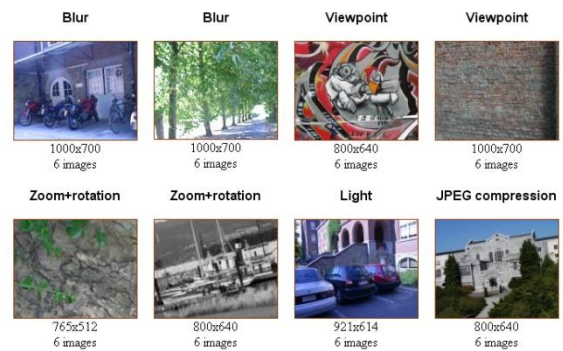 Blur
Blur
Viewpoint
Viewpoint
1000x700
1000x700
800x640
1000x700
6 images
6 images
6 images
6 images
Zoom+rotation
Zoom+rotation
Light
JPEG compression
765x512
800x640
921x614
800x640
6 images
6 images
6 images
6 images